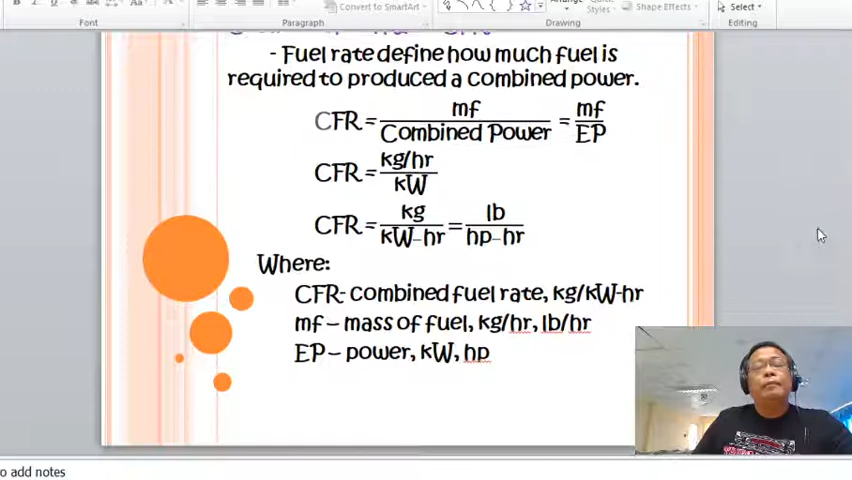 Convert to SmartArt
Quick
Styles
Shape Effects
Select
Font
Paragraph
Drawing
Editing
- Fuel rate define how much fuel is
required to produced a combined power.
CFR = mf / Combined Power = mf / EP
CFR = kg/hr / kW
CFR = kg / kW-hr = lb / hp-hr
Where:
CFR- combined fuel rate, kg/kW-hr
mf – mass of fuel, kg/hr, lb/hr
EP – power, kW, hp
o add notes